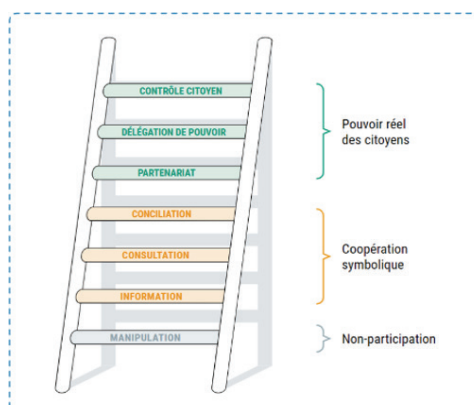 CONTRÔLE CITOYEN
DÉLÉGATION DE POUVOIR
PARTENARIAT
Pouvoir réel
des citoyens
CONCILIATION
CONSULTATION
INFORMATION
Coopération
symbolique
MANIPULATION
Non-participation